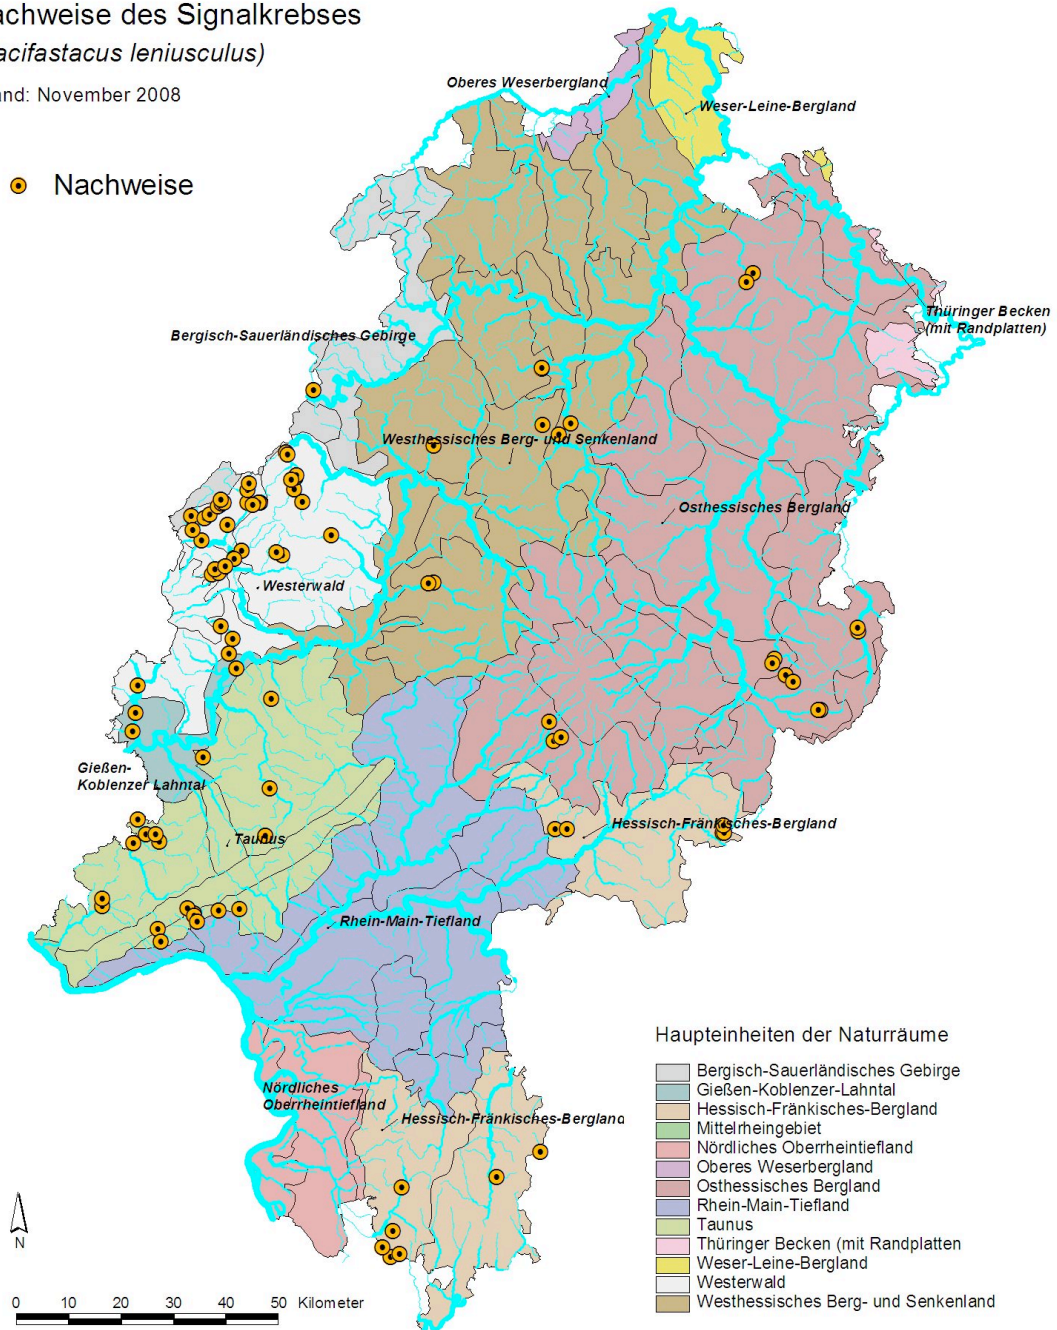 achweise des Signalkrebses
acifastacus leniusculus)
and: November 2008
Nachweise
Oberes Weserbergland
Weser-Leine-Bergland
Thüringer Becken
(mit Randplatten)
Bergisch-Sauerländisches Gebirge
Westhessisches Berg- und Senkenland
Osthessisches Bergland
Westerwald
Gießen-
Koblenzer Lahntal
Taunus
Hessisch-Fränkisches-Bergland
Rhein-Main-Tiefland
Nördliches
Oberrheintiefland
Hessisch-Fränkisches-Bergland
Haupteinheiten der Naturräume
Bergisch-Sauerländisches Gebirge
Gießen-Koblenzer-Lahntal
Hessisch-Fränkisches-Bergland
Mittelrheingebiet
Nördliches Oberrheintiefland
Oberes Weserbergland
Osthessisches Bergland
Rhein-Main-Tiefland
Taunus
Thüringer Becken (mit Randplatten
Weser-Leine-Bergland
Westerwald
Westhessisches Berg- und Senkenland
N
0 10 20 30 40 50 Kilometer